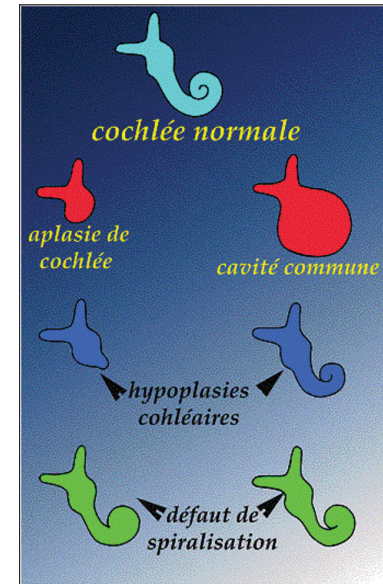 cochlée normale
aplasie de
cochlée
cavité commune
hypoplasies
cohléaires
défaut de
spiralisation